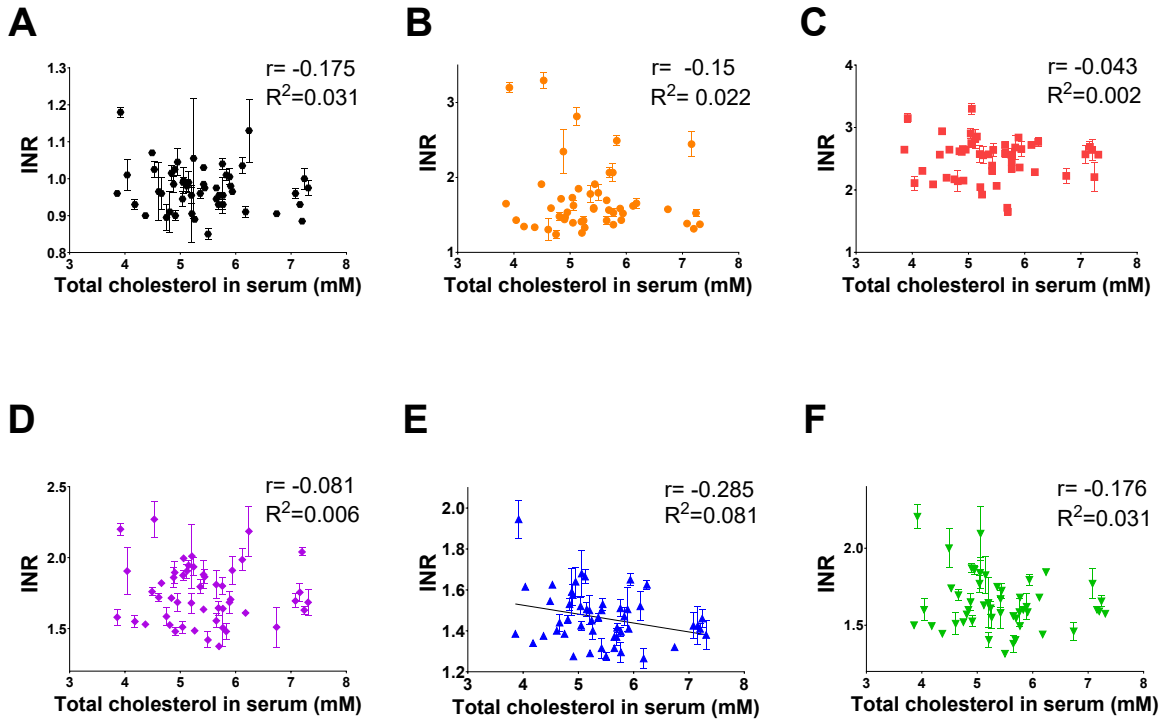 A
B
C
r= -0.175
R²=0.031
r= -0.15
R²= 0.022
r= -0.043
R²=0.002
INR
1.3
1.2
1.1
1.0
0.9
0.8
3 4 5 6 7 8
Total cholesterol in serum (mM)
INR
3
2
1
3 4 5 6 7 8
Total cholesterol in serum (mM)
INR
4
3
2
1
3 4 5 6 7 8
Total cholesterol in serum (mM)
D
E
F
r= -0.081
R²=0.006
r= -0.285
R²=0.081
r= -0.176
R²=0.031
INR
2.5
2.0
1.5
3 4 5 6 7 8
Total cholesterol in serum (mM)
INR
2.0
1.8
1.6
1.4
1.2
3 4 5 6 7 8
Total cholesterol in serum (mM)
INR
2.0
1.5
3 4 5 6 7 8
Total cholesterol in serum (mM)